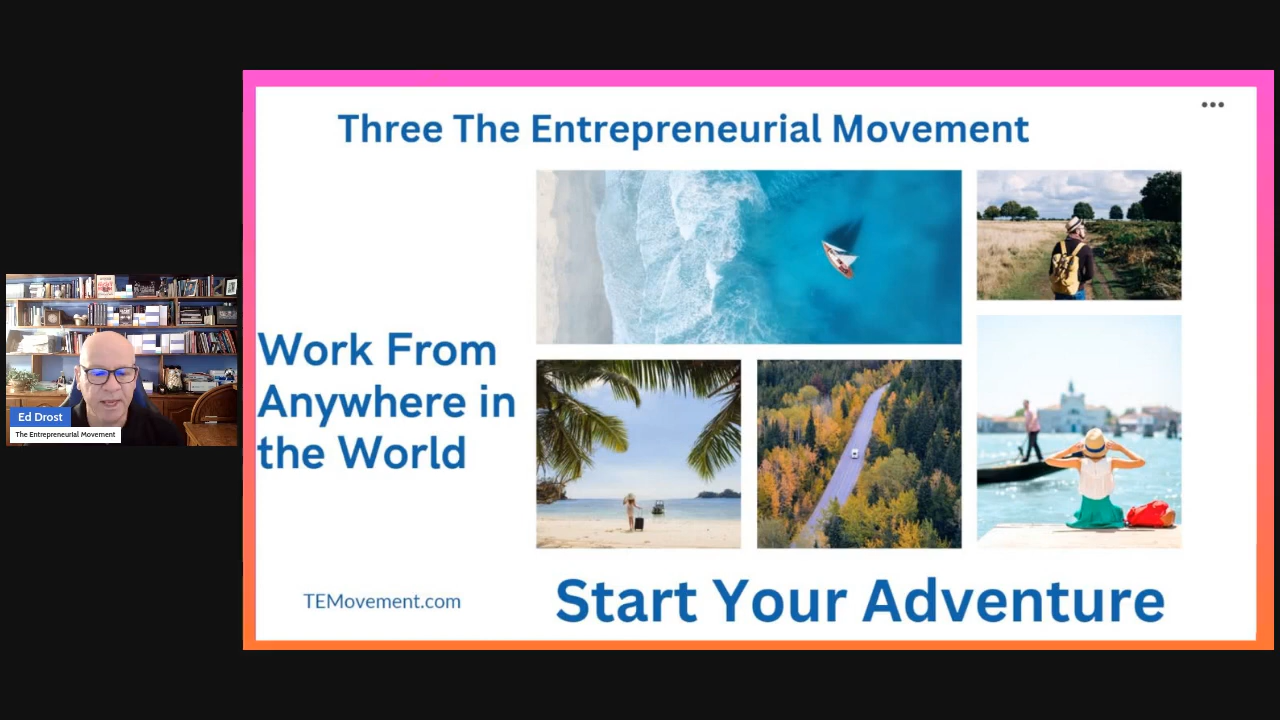 Three The Entrepreneurial Movement
Work From
Anywhere in
the World
Ed Drost
The Entrepreneurial Movement
TEMovement.com
Start Your Adventure